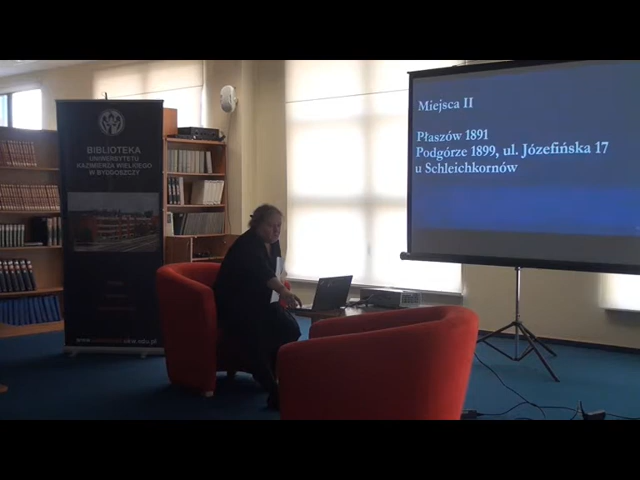 BIBLIOTEKA
UNIWERSYTETU
KAZIMIERZA WIELKIEGO
W BYDGOSZCZY
Miejsca II
Płaszów 1891
Podgórze 1899, ul. Józefińska 17
u Schleichkornów